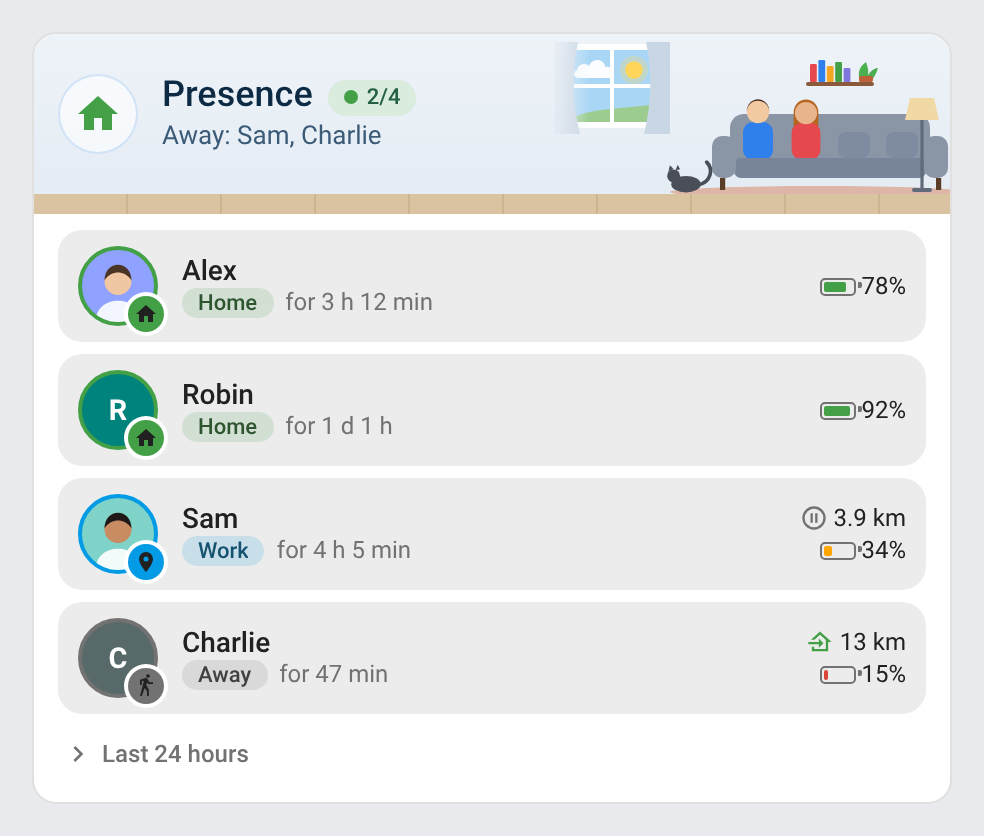 Presence
2/4
Away: Sam, Charlie
Alex
Home for 3 h 12 min
78%
R
Robin
Home for 1 d 1 h
92%
Sam
Work for 4 h 5 min
3.9 km
34%
C
Charlie
Away for 47 min
13 km
15%
Last 24 hours